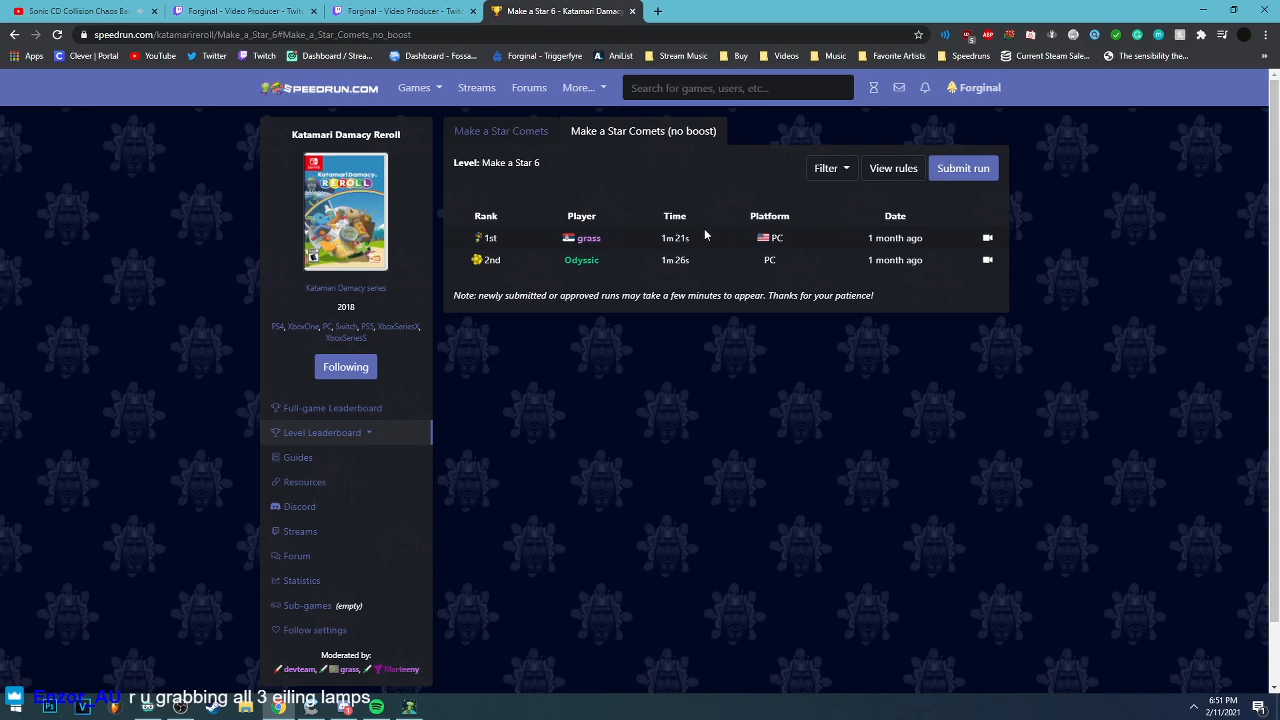 Sonic CD Collision Chaos Ba
Forginal - Video Producer - Twitc
Video Producer - Twitch
Make a Star 6 - Katamari Damacy
speedrun.com/katamarireroll/Make_a_Star_6#Make_a_Star_Comets_no_boost
Apps Clever | Portal YouTube Twitter Twitch Dashboard / Strea... Dashboard - Fossa... Forginal - Triggerfyre AniList Stream Music Music Favorite Artists Current Steam Sale... The sensibility the...
SPEEDRUN.COM Games Streams Forums More... Search for games, users, etc... Forginal
Katamari Damacy Reroll
KatamariDamacy
REROLL
Katamari Damacy series
2018
PS4, XboxOne, PC, Switch, PS5, XboxSeriesX,
XboxSeriesS
Following
Full-game Leaderboard
Level Leaderboard
Guides
Resources
Discord
Streams
Forum
Statistics
Sub-games (empty)
Follow settings
Moderated by:
devteam, grass, Marteeny
Make a Star Comets Make a Star Comets (no boost)
Level: Make a Star 6
Filter View rules Submit run
Rank Player Time Platform Date
1st grass 1m 21s PC 1 month ago
2nd Odyssic 1m 26s PC 1 month ago
Note: newly submitted or approved runs may take a few minutes to appear. Thanks for your patience!
Enzor_AU r u grabbing all 3 eiling lamps
6:51 PM
2/11/2021